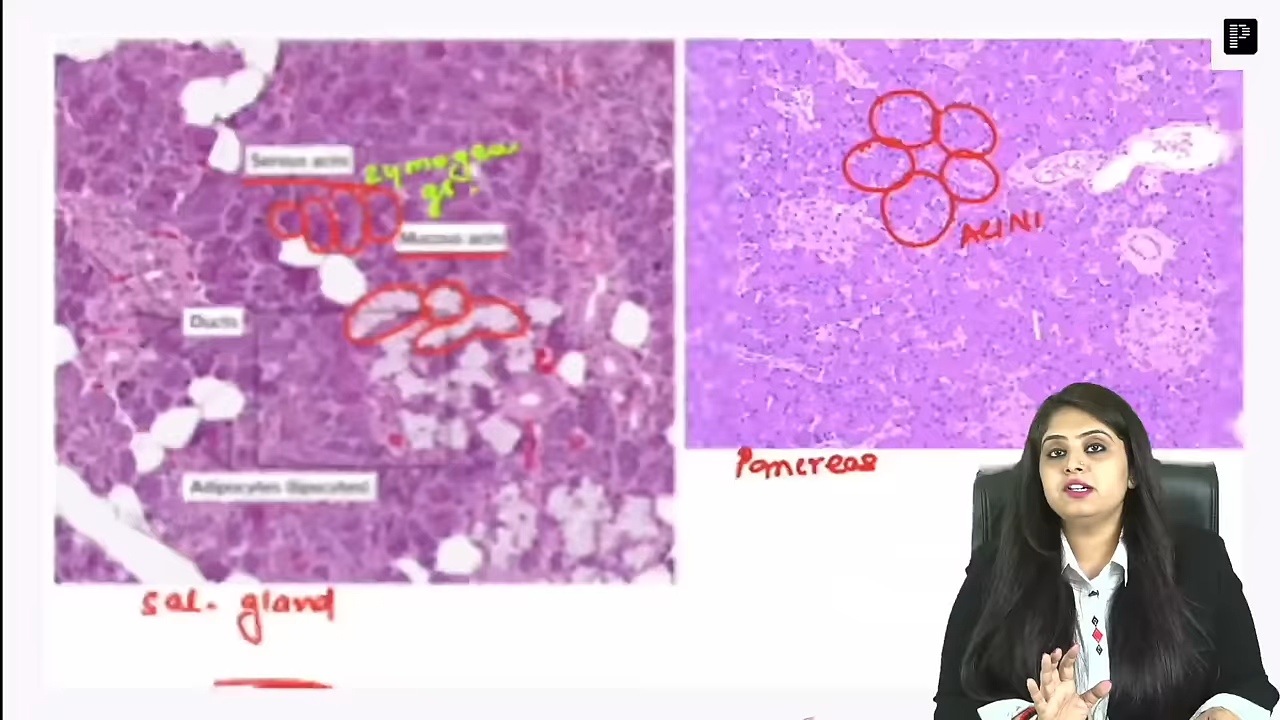 Serous acini
zymogen
gr.
Mucous acini
ACINI
Ducts
Pancreas
Adipocytes (lipocytes)
sal. gland
P